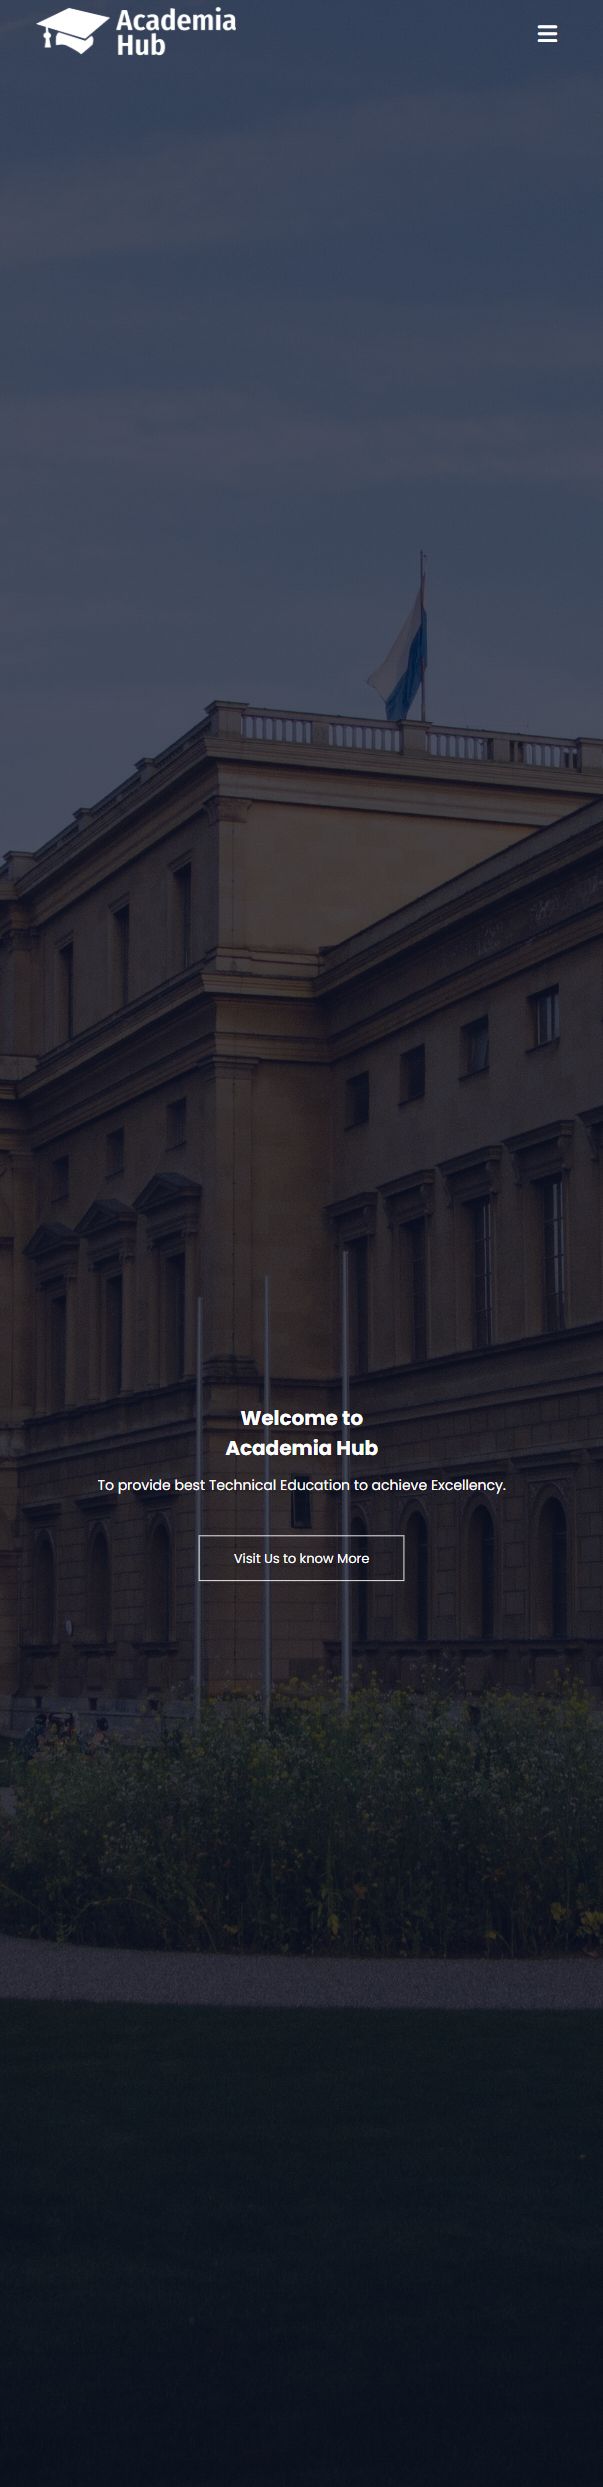 Academia
Hub
Welcome to
Academia Hub
To provide best Technical Education to achieve Excellency.
Visit Us to know More